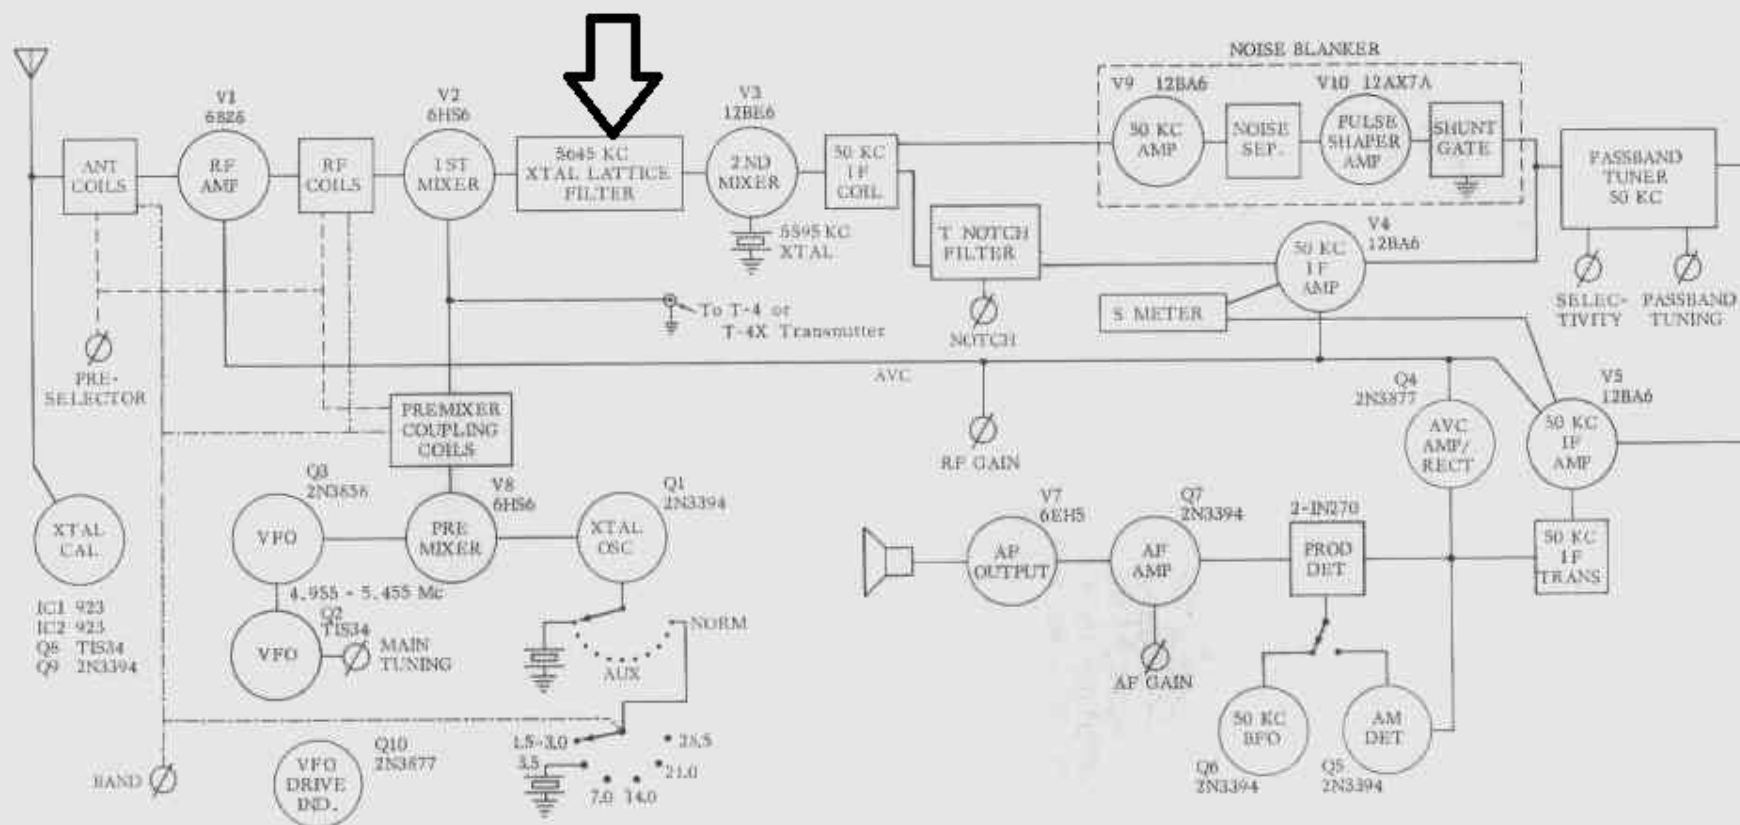 NOISE BLANKER
V9 12BA6
V10 12AX7A
50 KC
AMP
NOISE
SEP.
PULSE
SHAPER
AMP
SHUNT
GATE
PASSBAND
TUNER
50 KC
V1
6BZ6
V2
6HS6
V3
12BE6
ANT
COILS
RF
AMP
RF
COILS
1ST
MIXER
5645 KC
XTAL LATTICE
FILTER
2ND
MIXER
50 KC
IF
COIL
5595 KC
XTAL
T NOTCH
FILTER
V4
12BA6
50 KC
IF
AMP
SELEC-
TIVITY
PASSBAND
TUNING
S METER
To T-4 or
T-4X Transmitter
NOTCH
PRE-
SELECTOR
AVC
PREMIXER
COUPLING
COILS
RF GAIN
Q4
2N3877
AVC
AMP/
RECT
V5
12BA6
50 KC
IF
AMP
XTAL
CAL
IC1 923
IC2 923
Q8 TIS34
Q9 2N3394
Q3
2N3858
VFO
V8
6HS6
PRE
MIXER
Q1
2N3394
XTAL
OSC
4.955 - 5.455 Mc
Q2
TIS34
VFO
MAIN
TUNING
NORM
AUX
V7
6EH5
AF
OUTPUT
Q7
2N3394
AF
AMP
AF GAIN
2-IN270
PROD
DET
50 KC
IF
TRANS
50 KC
BFO
Q6
2N3394
AM
DET
Q5
2N3394
BAND
VFO
DRIVE
IND.
Q10
2N3877
1.5-3.0
3.5
7.0
14.0
21.0
28.5